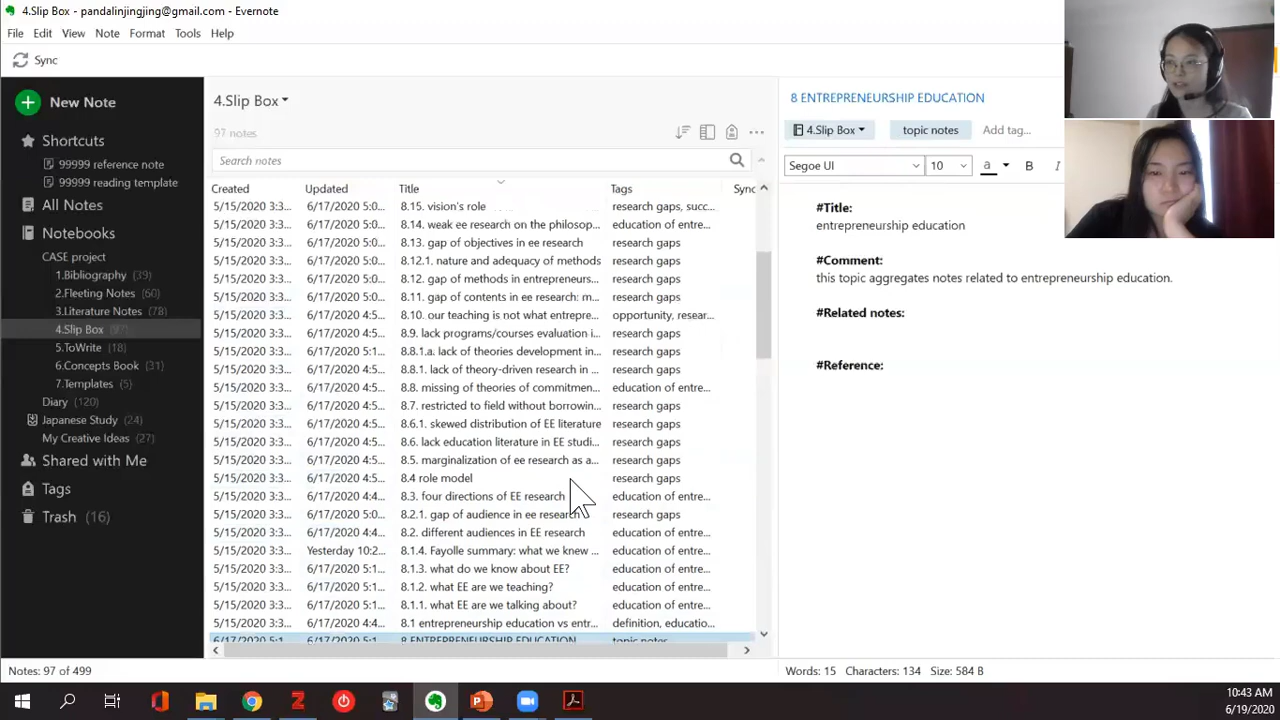 4.Slip Box - pandalinjingjing@gmail.com - Evernote
File Edit View Note Format Tools Help
Sync
New Note
Shortcuts
99999 reference note
99999 reading template
All Notes
Notebooks
CASE project
1.Bibliography (39)
2.Fleeting Notes (60)
3.Literature Notes (78)
4.Slip Box (97)
5.ToWrite (18)
6.Concepts Book (31)
7.Templates (5)
Diary (120)
Japanese Study (24)
My Creative Ideas (27)
Shared with Me
Tags
Trash (16)
4.Slip Box
97 notes
Search notes
Created Updated Title Tags Sync
5/15/2020 3:3... 6/17/2020 5:0... 8.15. vision's role research gaps, succ...
5/15/2020 3:3... 6/17/2020 5:0... 8.14. weak ee research on the philosop... education of entre...
5/15/2020 3:3... 6/17/2020 5:0... 8.13. gap of objectives in ee research research gaps
5/15/2020 3:3... 6/17/2020 5:0... 8.12.1. nature and adequacy of methods research gaps
5/15/2020 3:3... 6/17/2020 5:0... 8.12. gap of methods in entrepreneurs... research gaps
5/15/2020 3:3... 6/17/2020 5:0... 8.11. gap of contents in ee research: m... research gaps
5/15/2020 3:3... 6/17/2020 5:0... 8.10. our teaching is not what entrepre... opportunity, resear...
5/15/2020 3:3... 6/17/2020 4:5... 8.9. lack programs/courses evaluation i... research gaps
5/15/2020 3:3... 6/17/2020 5:1... 8.8.1.a. lack of theories development in... research gaps
5/15/2020 3:3... 6/17/2020 4:5... 8.8.1. lack of theory-driven research in ... research gaps
5/15/2020 3:3... 6/17/2020 4:5... 8.8. missing of theories of commitmen... education of entre...
5/15/2020 3:3... 6/17/2020 4:5... 8.7. restricted to field without borrowin... research gaps
5/15/2020 3:3... 6/17/2020 4:5... 8.6.1. skewed distribution of EE literature research gaps
5/15/2020 3:3... 6/17/2020 4:5... 8.6. lack education literature in EE studi... research gaps
5/15/2020 3:3... 6/17/2020 4:5... 8.5. marginalization of ee research as a... research gaps
5/15/2020 3:3... 6/17/2020 4:5... 8.4 role model research gaps
5/15/2020 3:3... 6/17/2020 4:4... 8.3. four directions of EE research education of entre...
5/15/2020 3:3... 6/17/2020 5:0... 8.2.1. gap of audience in ee research research gaps
5/15/2020 3:3... 6/17/2020 4:4... 8.2. different audiences in EE research education of entre...
5/15/2020 3:3... Yesterday 10:2... 8.1.4. Fayolle summary: what we knew ... education of entre...
5/15/2020 3:3... 6/17/2020 5:1... 8.1.3. what do we know about EE? education of entre...
5/15/2020 3:3... 6/17/2020 5:1... 8.1.2. what EE are we teaching? education of entre...
5/15/2020 3:3... 6/17/2020 5:1... 8.1.1. what EE are we talking about? education of entre...
5/15/2020 3:3... 6/17/2020 4:4... 8.1 entrepreneurship education vs entr... definition, educatio...
6/17/2020 5:1... 6/17/2020 5:1... 8 ENTREPRENEURSHIP EDUCATION topic notes
8 ENTREPRENEURSHIP EDUCATION
4.Slip Box topic notes Add tag...
Segoe UI 10 a B I
#Title:
entrepreneurship education
#Comment:
this topic aggregates notes related to entrepreneurship education.
#Related notes:
#Reference:
Notes: 97 of 499
Words: 15 Characters: 134 Size: 584 B
10:43 AM
6/19/2020